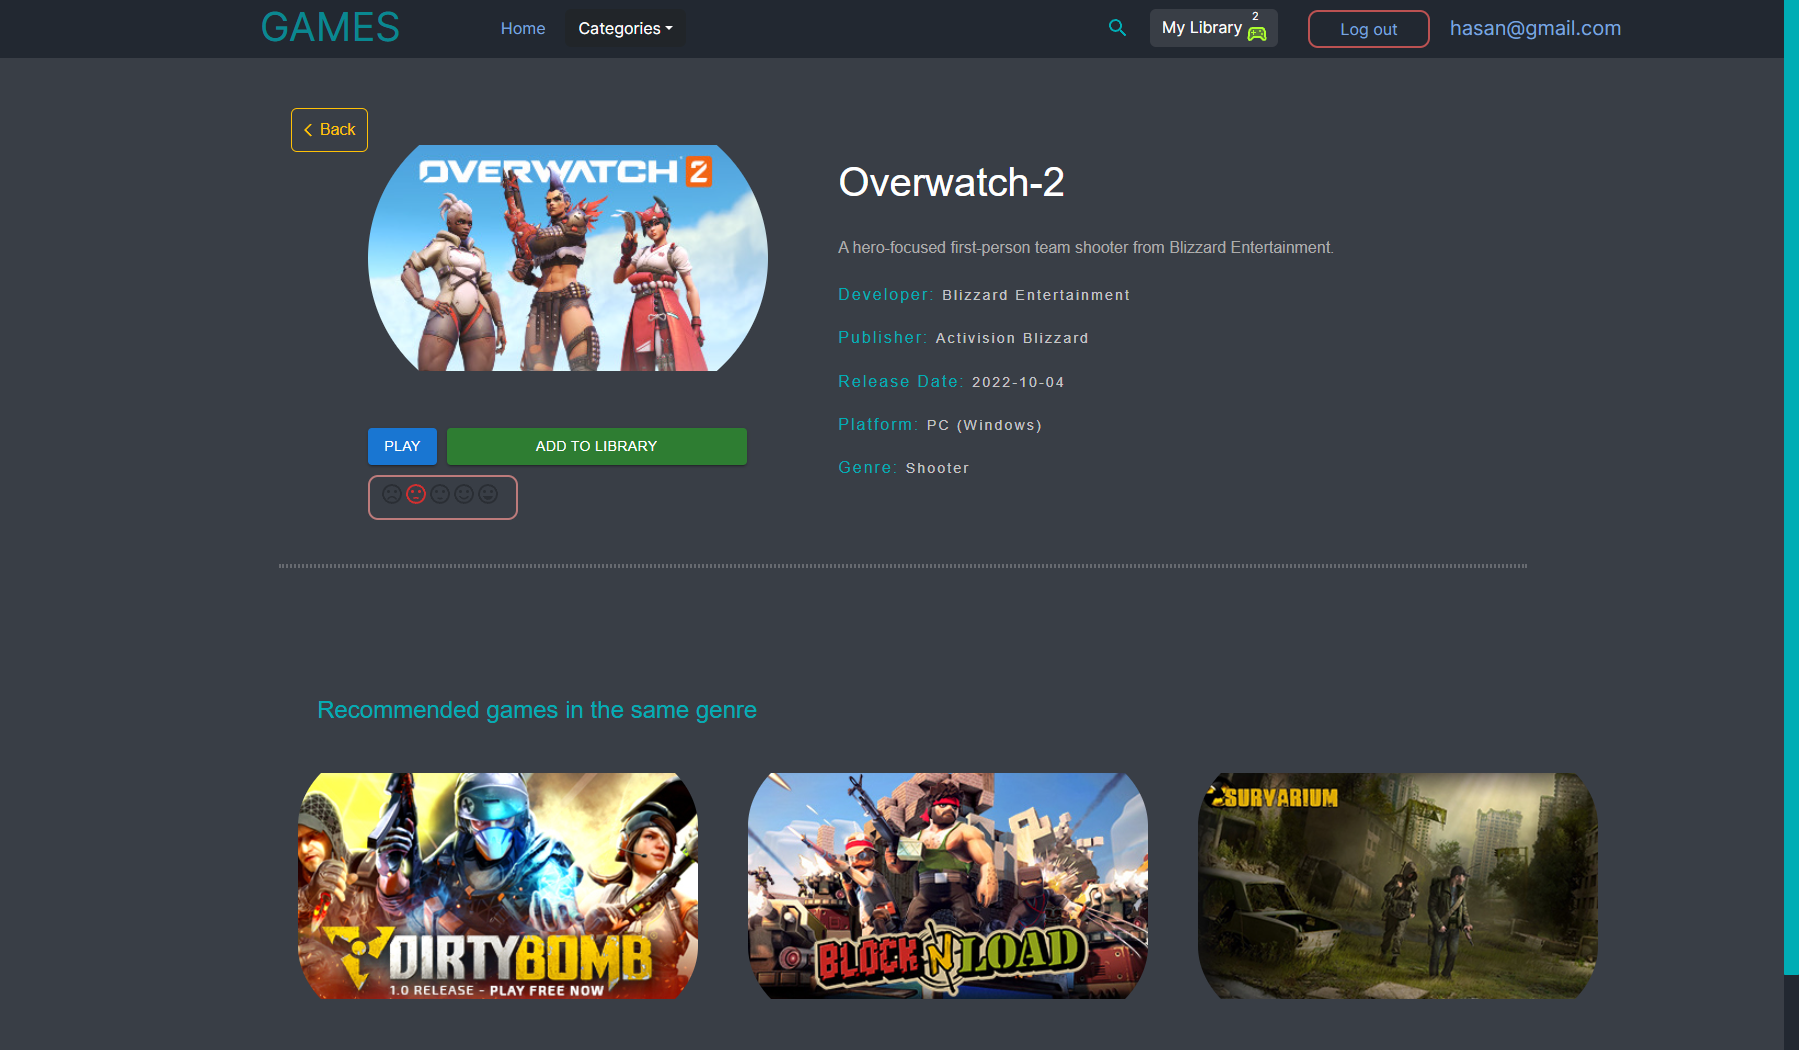 GAMES
Home
Categories
My Library
2
Log out
hasan@gmail.com
Back
OVERWATCH 2
Overwatch-2
A hero-focused first-person team shooter from Blizzard Entertainment.
Developer: Blizzard Entertainment
Publisher: Activision Blizzard
Release Date: 2022-10-04
Platform: PC (Windows)
Genre: Shooter
PLAY
ADD TO LIBRARY
Recommended games in the same genre
DIRTYBOMB
1.0 RELEASE - PLAY FREE NOW
BLOCK N LOAD
SURVARIUM